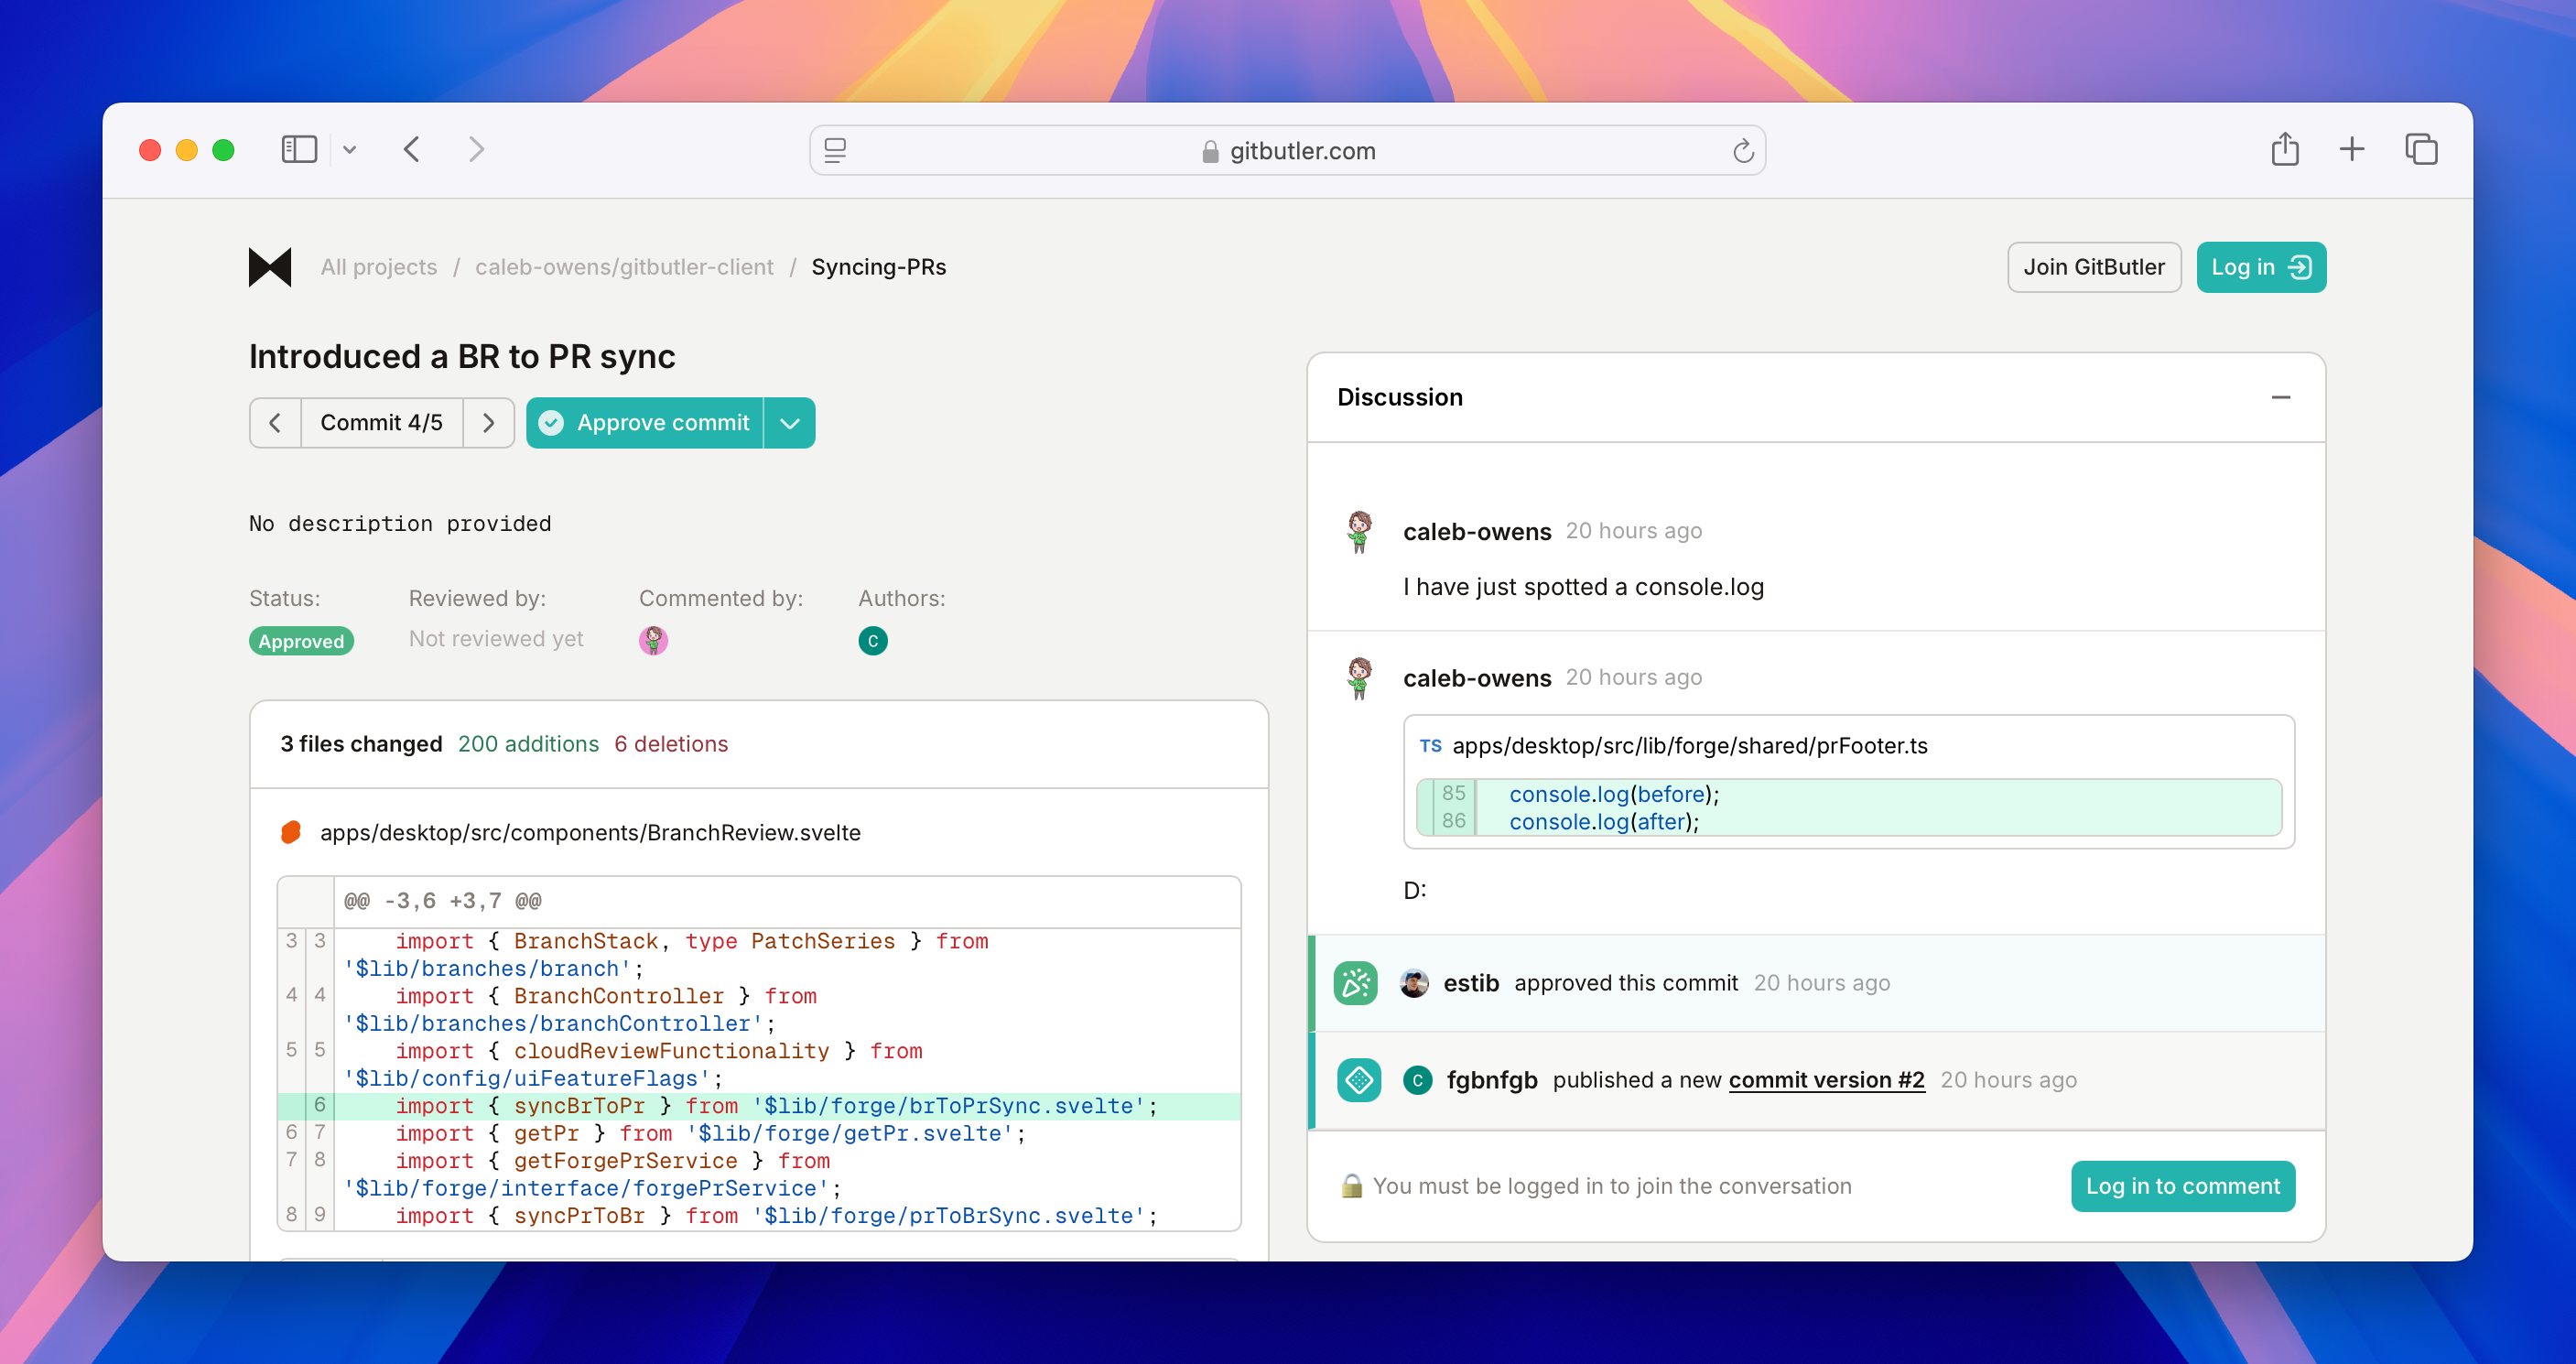 gitbutler.com
All projects / caleb-owens/gitbutler-client / Syncing-PRs
Join GitButler
Log in
Introduced a BR to PR sync
Commit 4/5
Approve commit
No description provided
Status:
Reviewed by:
Commented by:
Authors:
Approved
Not reviewed yet
C
3 files changed 200 additions 6 deletions
apps/desktop/src/components/BranchReview.svelte
@@ -3,6 +3,7 @@
3 3 import { BranchStack, type PatchSeries } from
'$lib/branches/branch';
4 4 import { BranchController } from
'$lib/branches/branchController';
5 5 import { cloudReviewFunctionality } from
'$lib/config/uiFeatureFlags';
6 import { syncBrToPr } from '$lib/forge/brToPrSync.svelte';
6 7 import { getPr } from '$lib/forge/getPr.svelte';
7 8 import { getForgePrService } from
'$lib/forge/interface/forgePrService';
8 9 import { syncPrToBr } from '$lib/forge/prToBrSync.svelte';
Discussion
caleb-owens 20 hours ago
I have just spotted a console.log
caleb-owens 20 hours ago
TS apps/desktop/src/lib/forge/shared/prFooter.ts
85 console.log(before);
86 console.log(after);
D:
estib approved this commit 20 hours ago
C fgbnfgb published a new commit version #2 20 hours ago
You must be logged in to join the conversation
Log in to comment